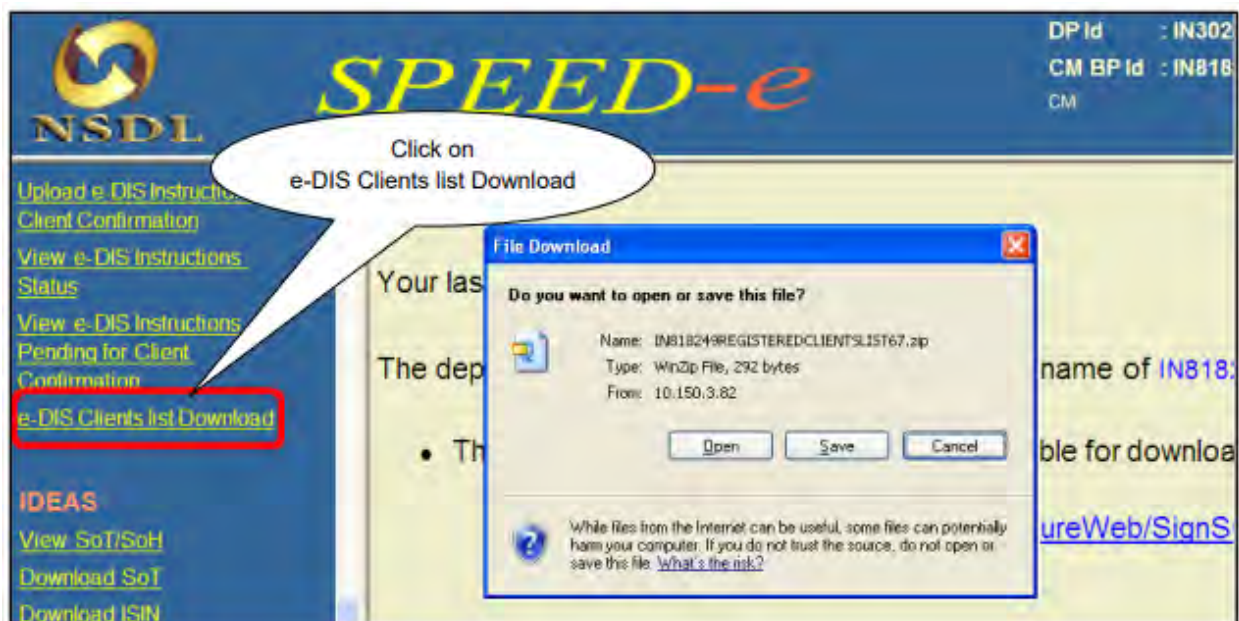 NSDL
SPEED-e
DP Id : IN302
CM BP Id : IN818
CM
Click on
e-DIS Clients list Download
Upload e-DIS Instructio
Client Confirmation
View e-DIS Instructions
Status
View e-DIS Instructions
Pending for Client
Confirmation
e-DIS Clients list Download
IDEAS
View SoT/SoH
Download SoT
Download ISIN
Your las
The dep
name of IN818
• Th
ble for downloa
ureWeb/SignS
File Download
Do you want to open or save this file?
Name: IN818249REGISTEREDCLIENTSLIST67.zip
Type: WinZip File, 292 bytes
From: 10.150.3.82
Open Save Cancel
While files from the Internet can be useful, some files can potentially
harm your computer. If you do not trust the source, do not open or
save this file. What's the risk?